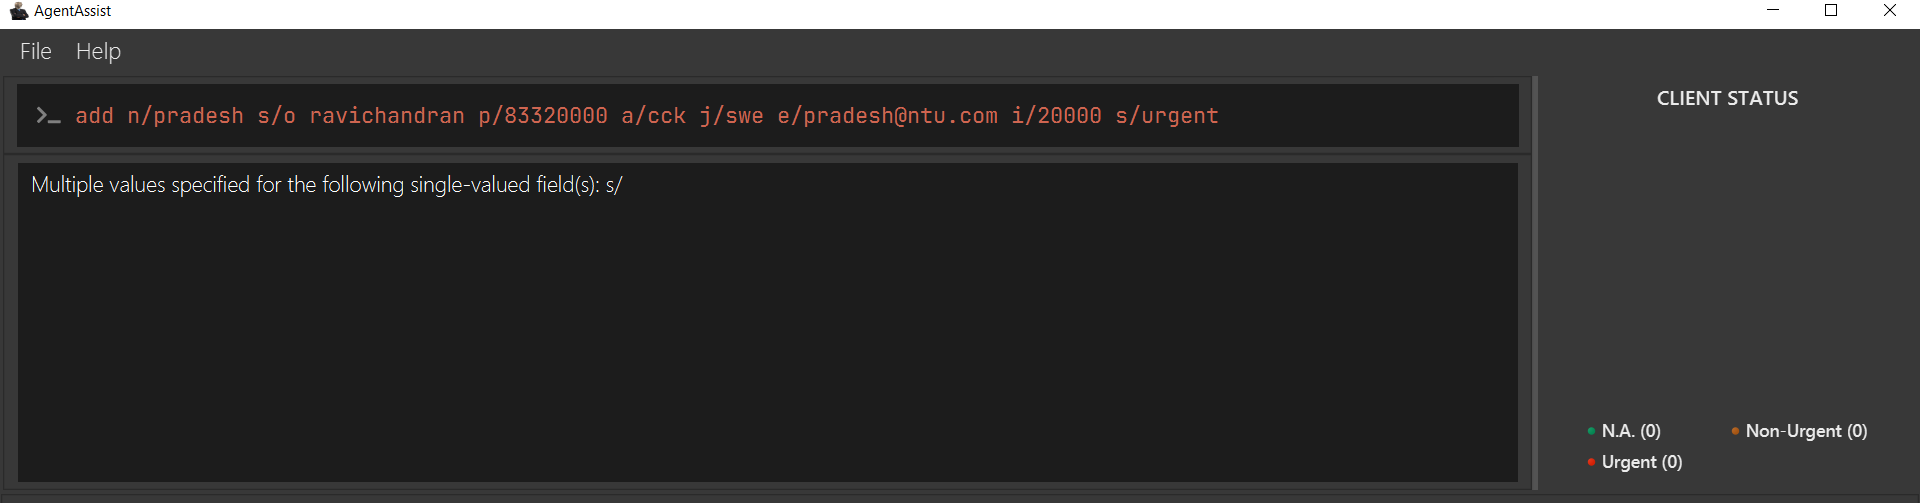 AgentAssist
File Help
>_ add n/pradesh s/o ravichandran p/83320000 a/cck j/swe e/pradesh@ntu.com i/20000 s/urgent
Multiple values specified for the following single-valued field(s): s/
CLIENT STATUS
N.A. (0) Non-Urgent (0)
Urgent (0)